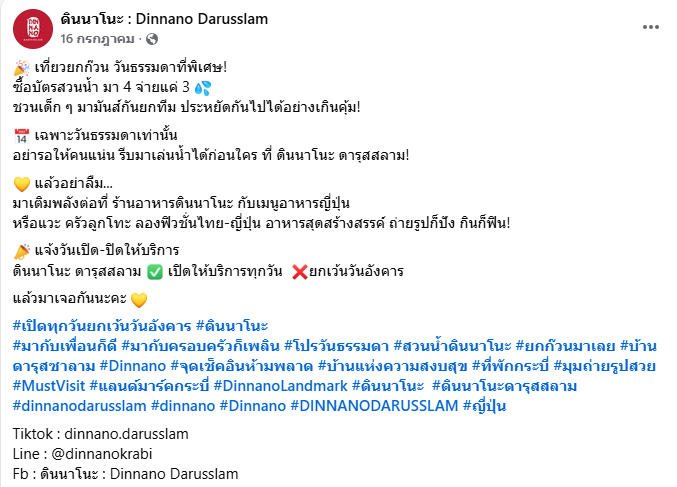 ดินนาโนะ : Dinnano Darusslam
16 กรกฎาคม ·
🎉 เที่ยวยกก๊วน วันธรรมดาที่พิเศษ!
ซื้อบัตรสวนน้ำ มา 4 จ่ายแค่ 3 💦
ชวนเด็ก ๆ มามันส์กันยกทีม ประหยัดกันไปได้อย่างเกินคุ้ม!
📅 เฉพาะวันธรรมดาเท่านั้น
อย่ารอให้คนแน่น รีบมาเล่นน้ำได้ก่อนใคร ที่ ดินนาโนะ ดารุสสลาม!
💛 แล้วอย่าลืม...
มาเติมพลังต่อที่ ร้านอาหารดินนาโนะ กับเมนูอาหารญี่ปุ่น
หรือแวะ ครัวลูกโทะ ลองฟิวชั่นไทย-ญี่ปุ่น อาหารสุดสร้างสรรค์ ถ่ายรูปก็ปัง กินก็ฟิน!
📣 แจ้งวันเปิด-ปิดให้บริการ
ดินนาโนะ ดารุสสลาม ✅ เปิดให้บริการทุกวัน ❌ยกเว้นวันอังคาร
แล้วมาเจอกันนะคะ 💛
#เปิดทุกวันยกเว้นวันอังคาร #ดินนาโนะ
#มากับเพื่อนก็ดี #มากับครอบครัวก็เพลิน #โปรวันธรรมดา #สวนน้ำดินนาโนะ #ยกก๊วนมาเลย #บ้าน
ดารุสซาลาม #Dinnano #จุดเช็คอินห้ามพลาด #บ้านแห่งความสงบสุข #ที่พักกระบี่ #มุมถ่ายรูปสวย
#MustVisit #แลนด์มาร์คกระบี่ #DinnanoLandmark #ดินนาโนะ #ดินนาโนะดารุสสลาม
#dinnanodarusslam #dinnano #Dinnano #DINNANODARUSSLAM #ญี่ปุ่น
Tiktok : dinnano.darusslam
Line : @dinnanokrabi
Fb : ดินนาโนะ : Dinnano Darusslam